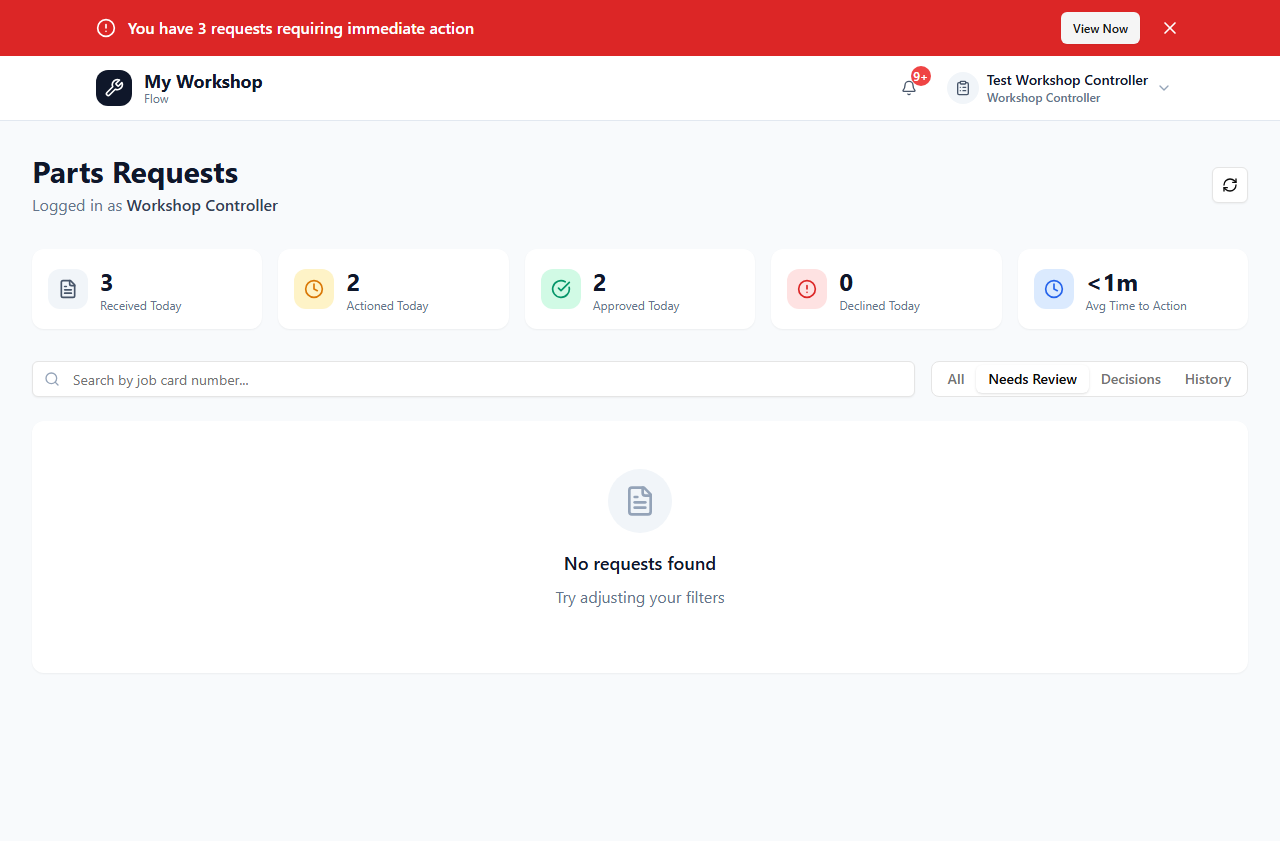 You have 3 requests requiring immediate action
View Now
My Workshop
Flow
9+
Test Workshop Controller
Workshop Controller
Parts Requests
Logged in as Workshop Controller
3
Received Today
2
Actioned Today
2
Approved Today
0
Declined Today
<1m
Avg Time to Action
Search by job card number...
All
Needs Review
Decisions
History
No requests found
Try adjusting your filters